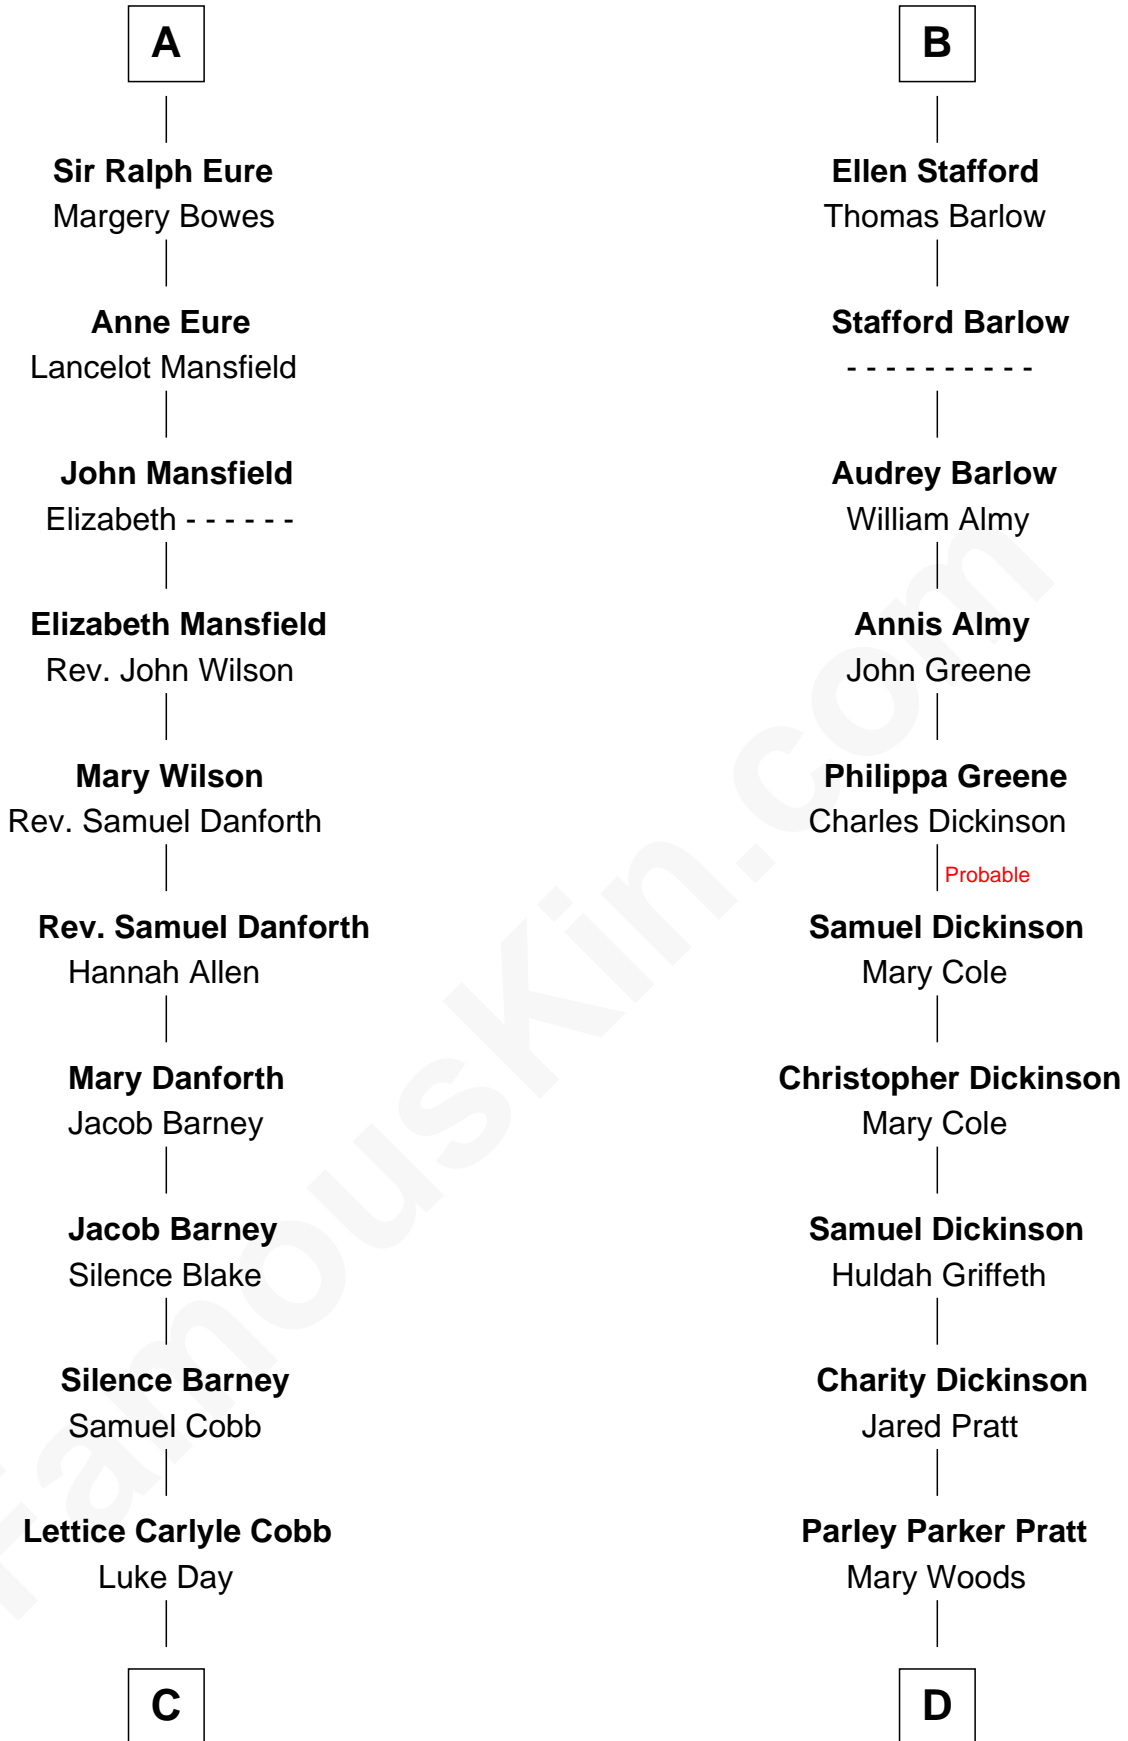 A
Sir Ralph Eure
Margery Bowes
Anne Eure
Lancelot Mansfield
John Mansfield
Elizabeth - - - - - -
Elizabeth Mansfield
Rev. John Wilson
Mary Wilson
Rev. Samuel Danforth
Rev. Samuel Danforth
Hannah Allen
Mary Danforth
Jacob Barney
Jacob Barney
Silence Blake
Silence Barney
Samuel Cobb
Lettice Carlyle Cobb
Luke Day
C
B
Ellen Stafford
Thomas Barlow
Stafford Barlow
- - - - - - - - - -
Audrey Barlow
William Almy
Annis Almy
John Greene
Philippa Greene
Charles Dickinson
Probable
Samuel Dickinson
Mary Cole
Christopher Dickinson
Mary Cole
Samuel Dickinson
Huldah Griffeth
Charity Dickinson
Jared Pratt
Parley Parker Pratt
Mary Woods
D
FamousKin.com